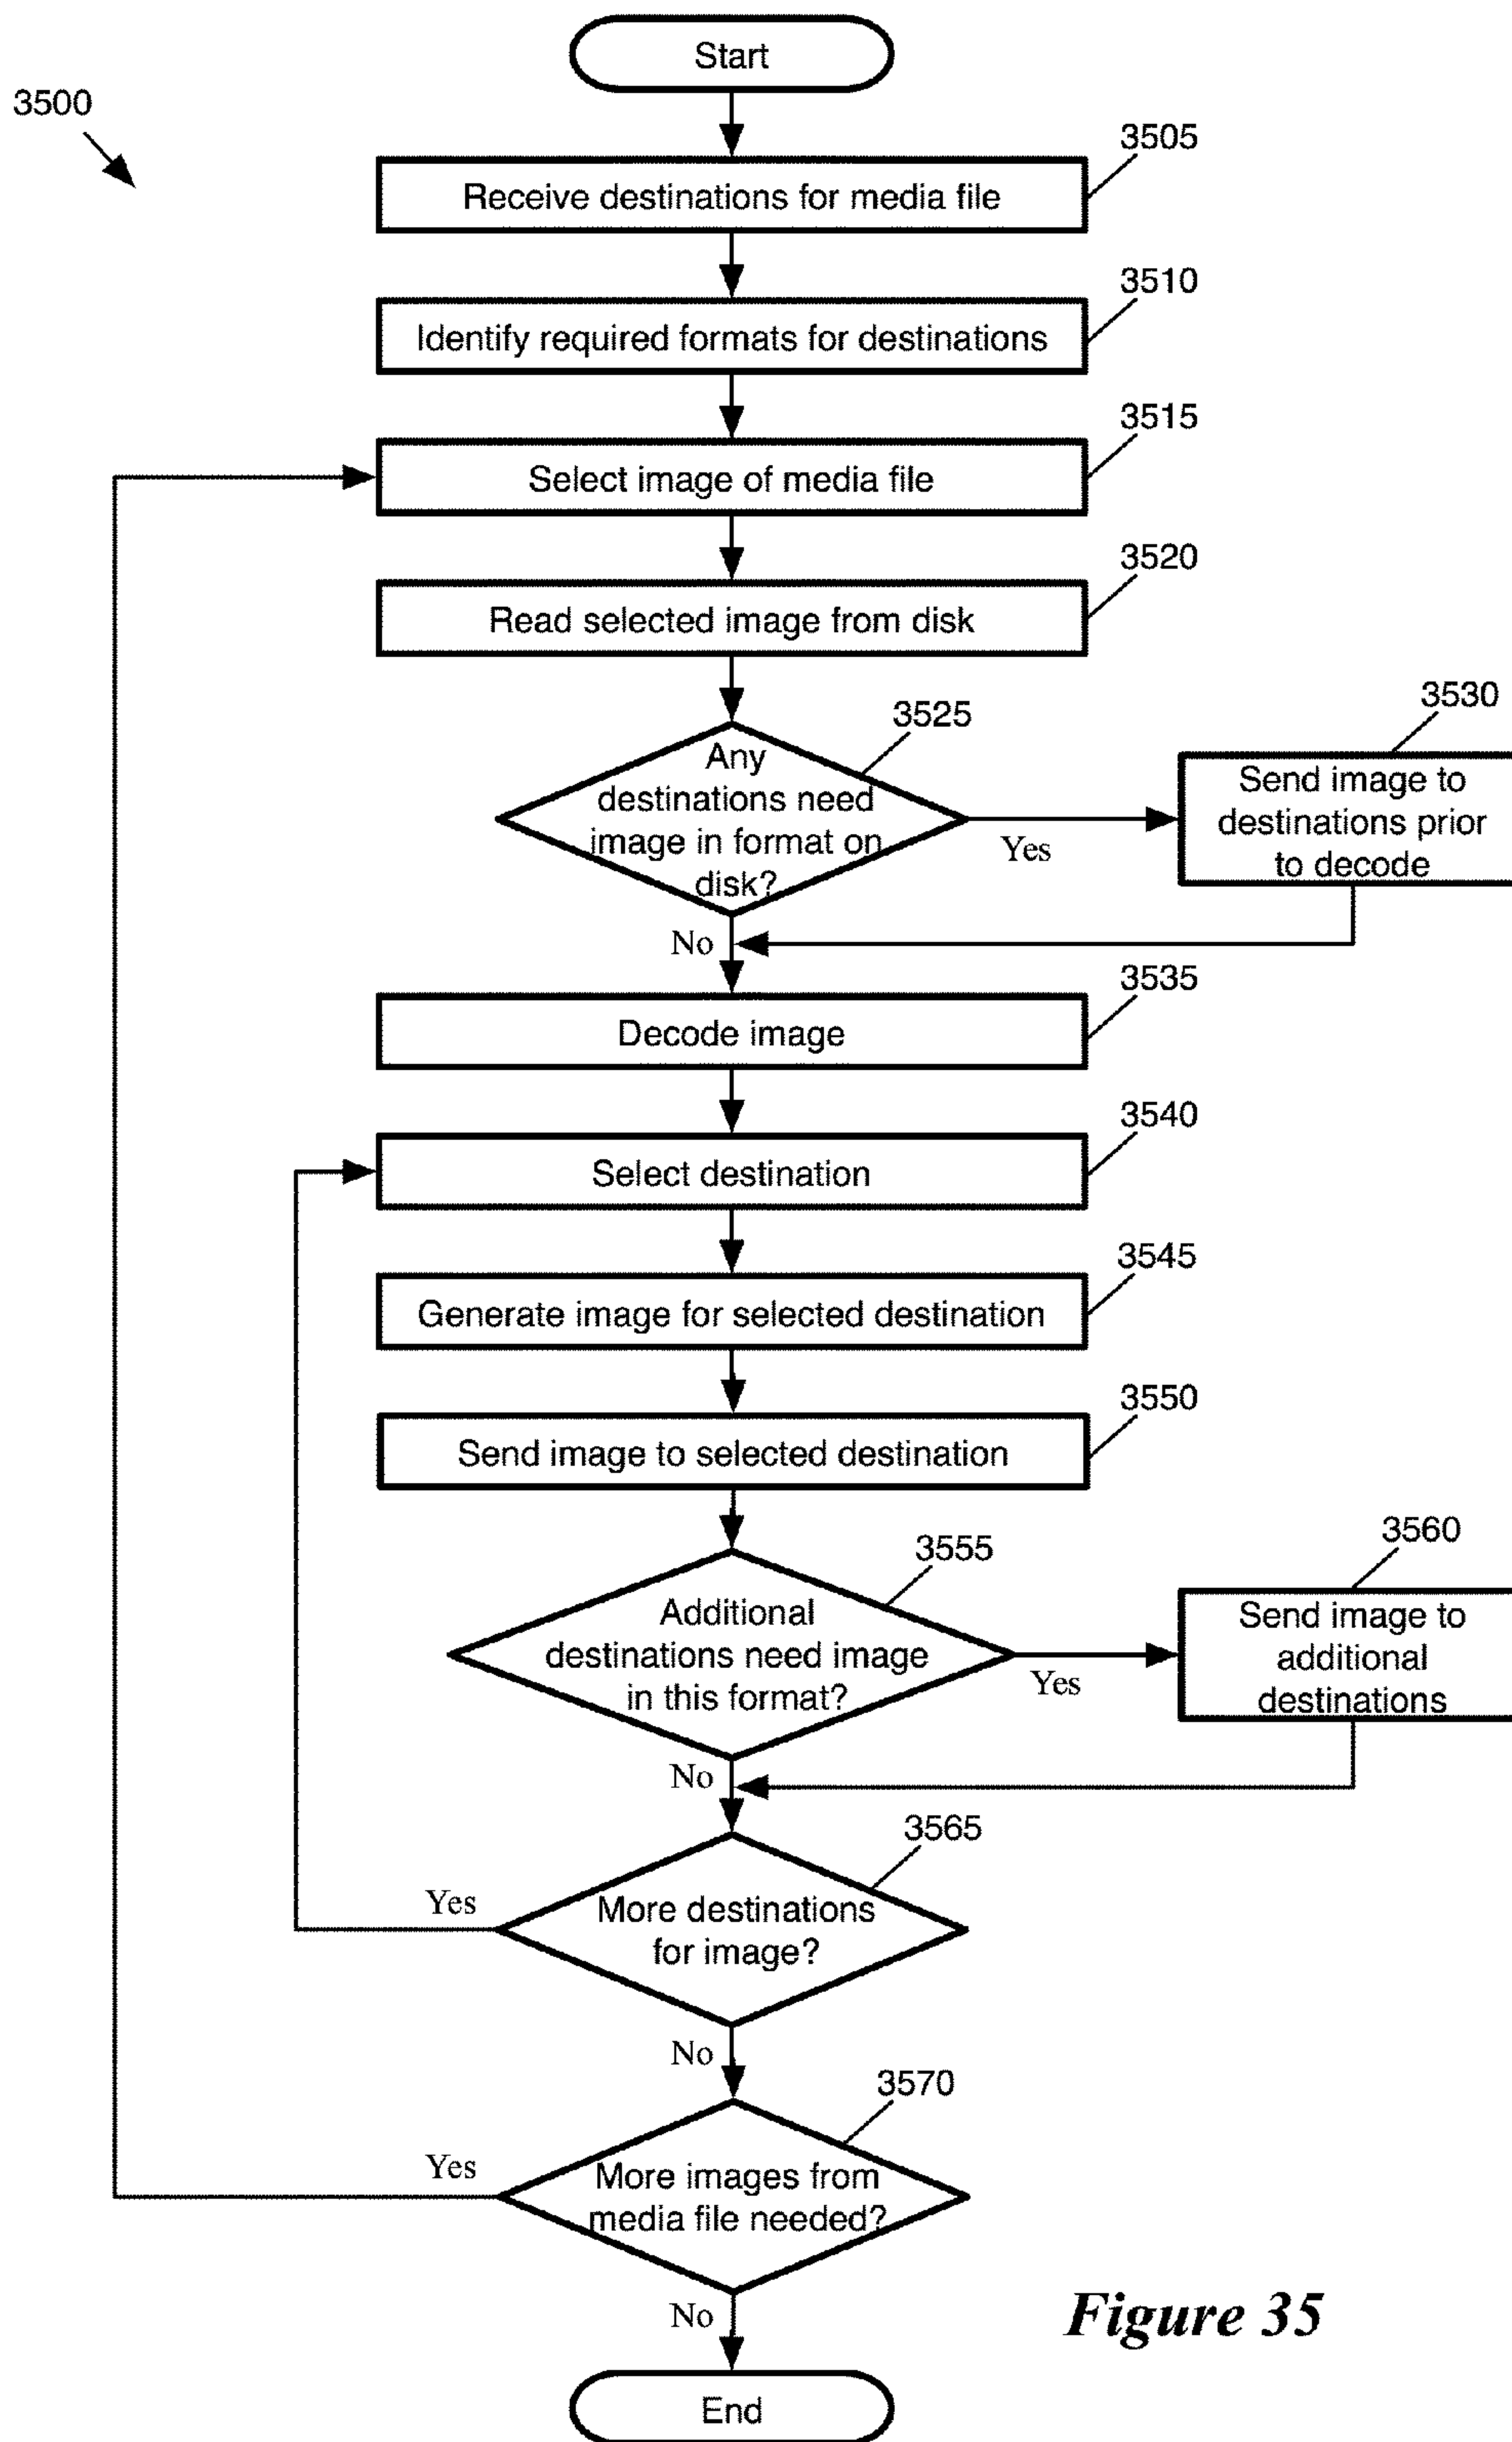 Start
3500
3505
Receive destinations for media file
3510
Identify required formats for destinations
3515
Select image of media file
3520
Read selected image from disk
3525
Any
destinations need
image in format on
disk?
Yes
3530
Send image to
destinations prior
to decode
No
3535
Decode image
3540
Select destination
3545
Generate image for selected destination
3550
Send image to selected destination
3555
Additional
destinations need image
in this format?
Yes
3560
Send image to
additional
destinations
No
3565
More destinations
for image?
Yes
No
3570
More images from
media file needed?
Yes
No
Figure 35
End